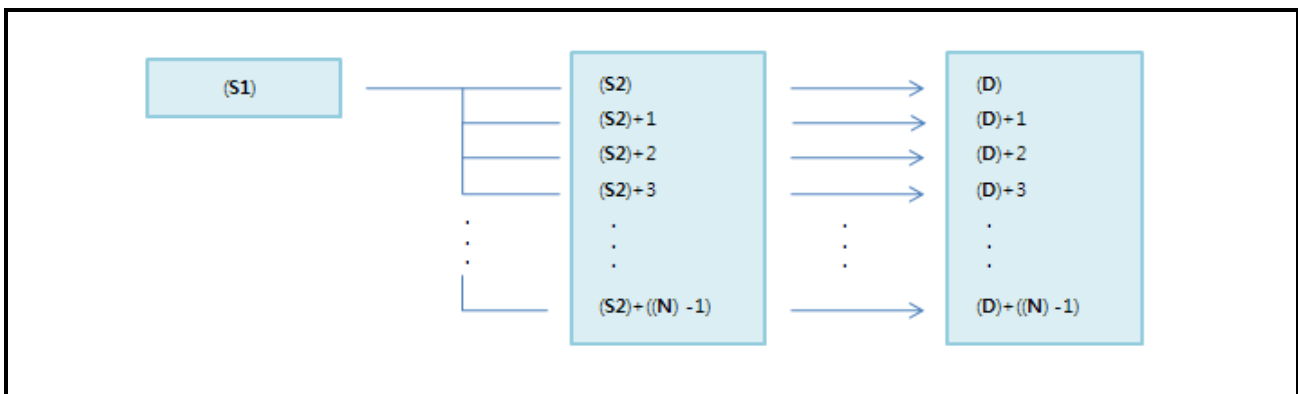 (S1) (S2) (D)
(S2)+1 (D)+1
(S2)+2 (D)+2
(S2)+3 (D)+3
. . . .
. . . .
. . . .
(S2)+((N) -1) (D)+((N) -1)